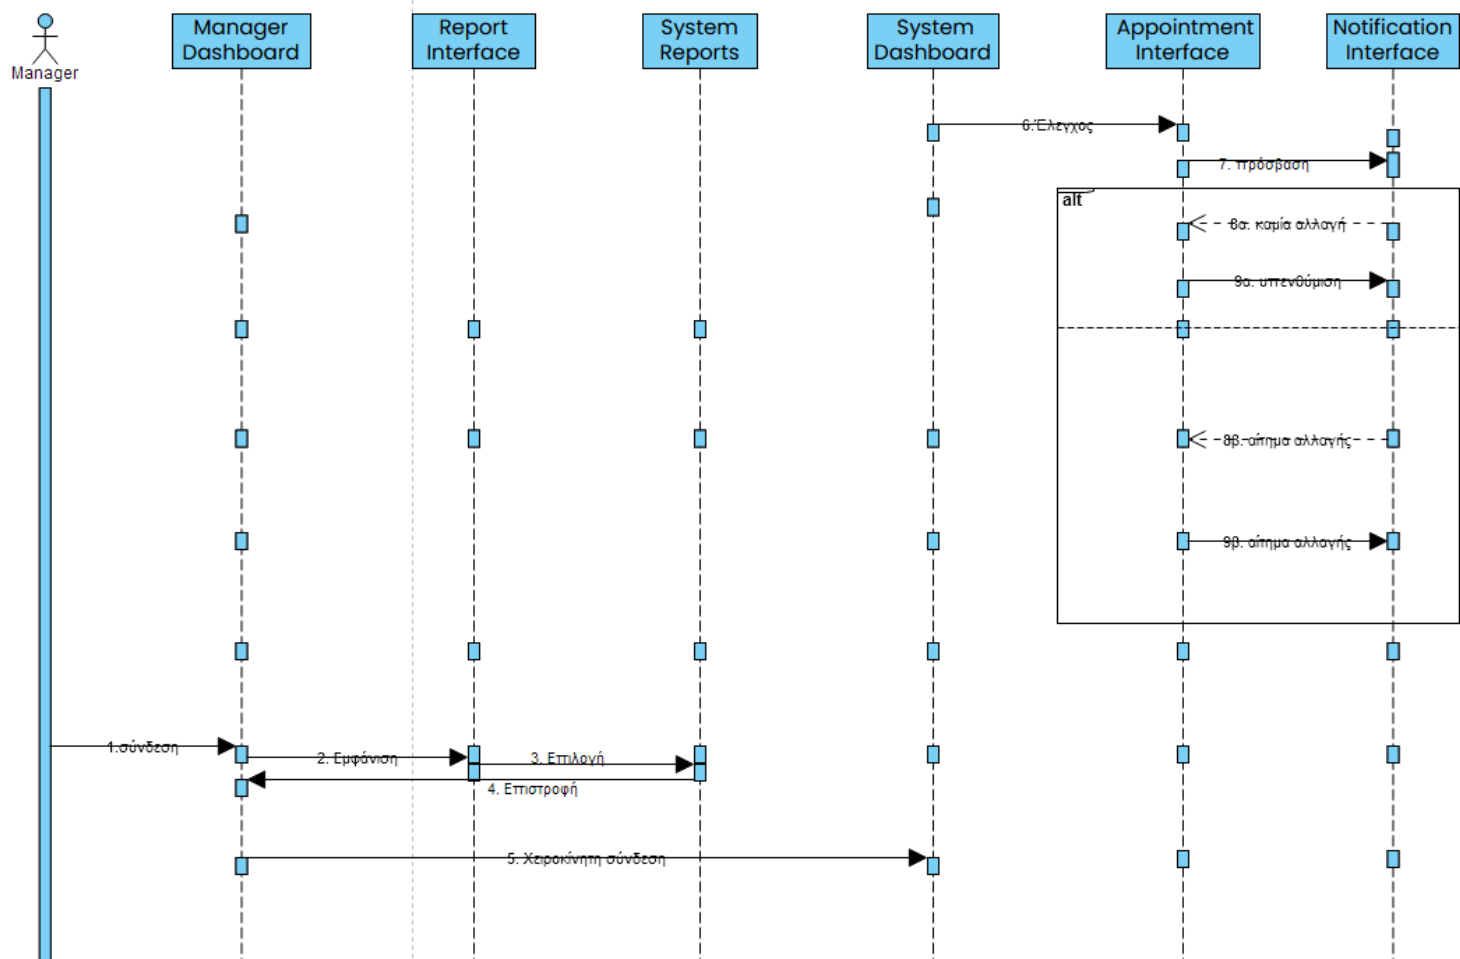 Manager
Manager
Dashboard
Report
Interface
System
Reports
System
Dashboard
Appointment
Interface
Notification
Interface
6.Έλεγχος
7. πρόσβαση
alt
8α. καμία αλλαγή
9α. υπενθύμιση
8β. αίτημα αλλαγής
9β. αίτημα αλλαγής
1.σύνδεση
2. Εμφάνιση
3. Επιλογή
4. Επιστροφή
5. Χειροκίνητη σύνδεση